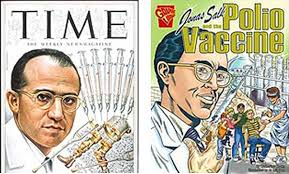 TIME
THE WEEKLY NEWSMAGAZINE
Jonas Salk
and the
Polio
Vaccine